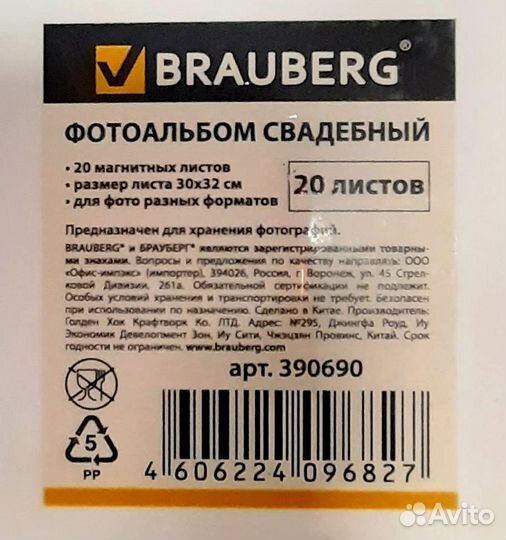 BRAUBERG®
ФОТОАЛЬБОМ СВАДЕБНЫЙ
• 20 магнитных листов
• размер листа 30х32 см
• для фото разных форматов
20 листов
Предназначен для хранения фотографий.
BRAUBERG® и БРАУБЕРГ® являются зарегистрированными товарны-
ми знаками. Вопросы и предложения по качеству направлять: ООО
«Офис-импэкс» (импортер), 394026, Россия, г. Воронеж, ул. 45 Стрел-
ковой Дивизии, 261а. Обязательной сертификации не подлежит.
Особых условий хранения и транспортировки не требует. Безопасен
при использовании по назначению. Сделано в Китае. Производитель:
Голден Хок Крафтворк Ко. ЛТД. Адрес: №295, Джингфа Роуд, Иу
Экономик Девелопмент Зон, Иу Сити, Чжэцзян Провинс, Китай. Срок
годности не ограничен. www.brauberg.com
арт. 390690
5
PP
4 606224 096827
Avito